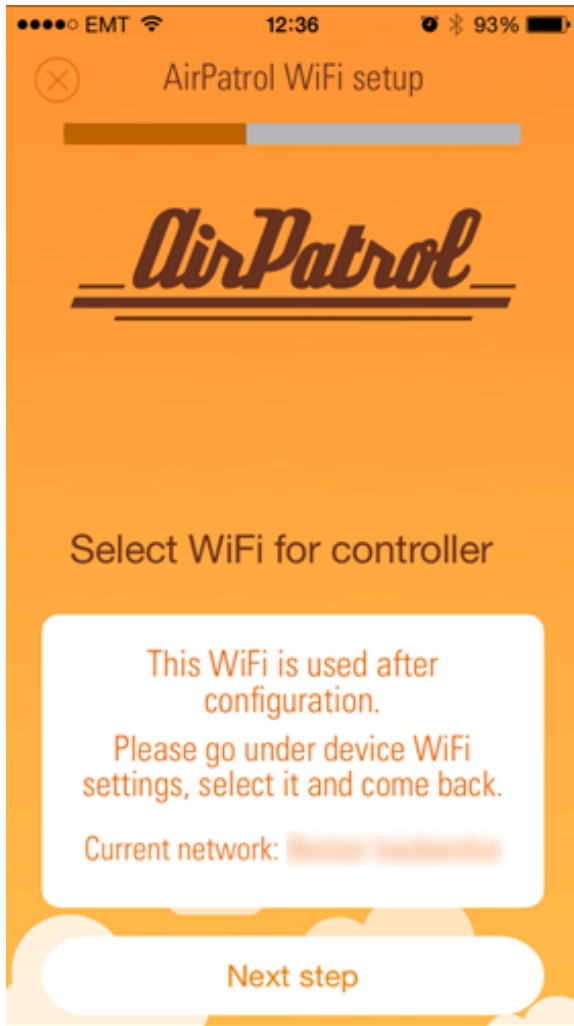 EMT 12:36 93%
AirPatrol WiFi setup
AirPatrol
Select WiFi for controller
This WiFi is used after
configuration.
Please go under device WiFi
settings, select it and come back.
Current network:
Next step